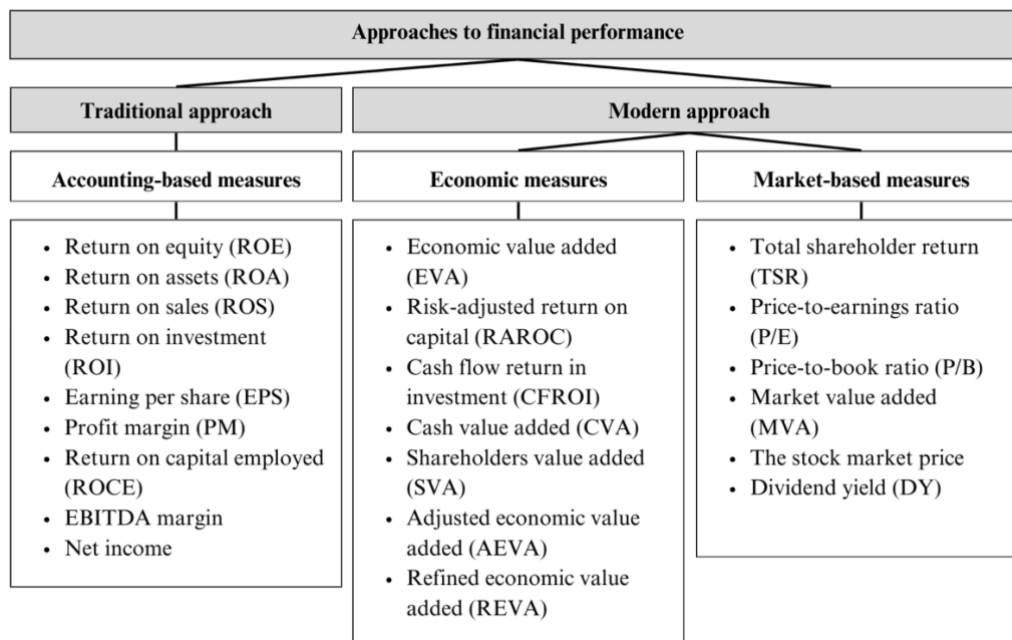 Approaches to financial performance
Traditional approach
Modern approach
Accounting-based measures
Economic measures
Market-based measures
• Return on equity (ROE)
• Return on assets (ROA)
• Return on sales (ROS)
• Return on investment
(ROI)
• Earning per share (EPS)
• Profit margin (PM)
• Return on capital employed
(ROCE)
• EBITDA margin
• Net income
• Economic value added
(EVA)
• Risk-adjusted return on
capital (RAROC)
• Cash flow return in
investment (CFROI)
• Cash value added (CVA)
• Shareholders value added
(SVA)
• Adjusted economic value
added (AEVA)
• Refined economic value
added (REVA)
• Total shareholder return
(TSR)
• Price-to-earnings ratio
(P/E)
• Price-to-book ratio (P/B)
• Market value added
(MVA)
• The stock market price
• Dividend yield (DY)